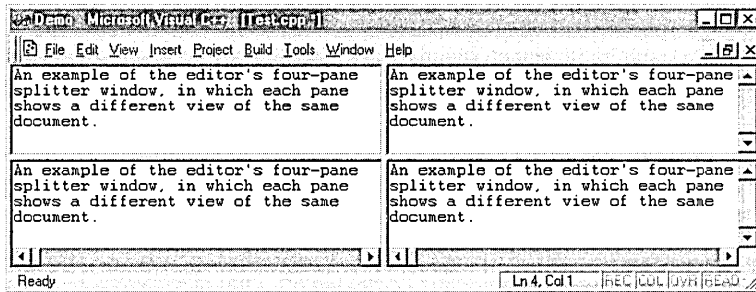 Demo - Microsoft Visual C++ - [Test.cpp *]
File Edit View Insert Project Build Tools Window Help
An example of the editor's four-pane
splitter window, in which each pane
shows a different view of the same
document.
An example of the editor's four-pane
splitter window, in which each pane
shows a different view of the same
document.
An example of the editor's four-pane
splitter window, in which each pane
shows a different view of the same
document.
An example of the editor's four-pane
splitter window, in which each pane
shows a different view of the same
document.
Ready Ln 4, Col 1 REC COL OVR READ